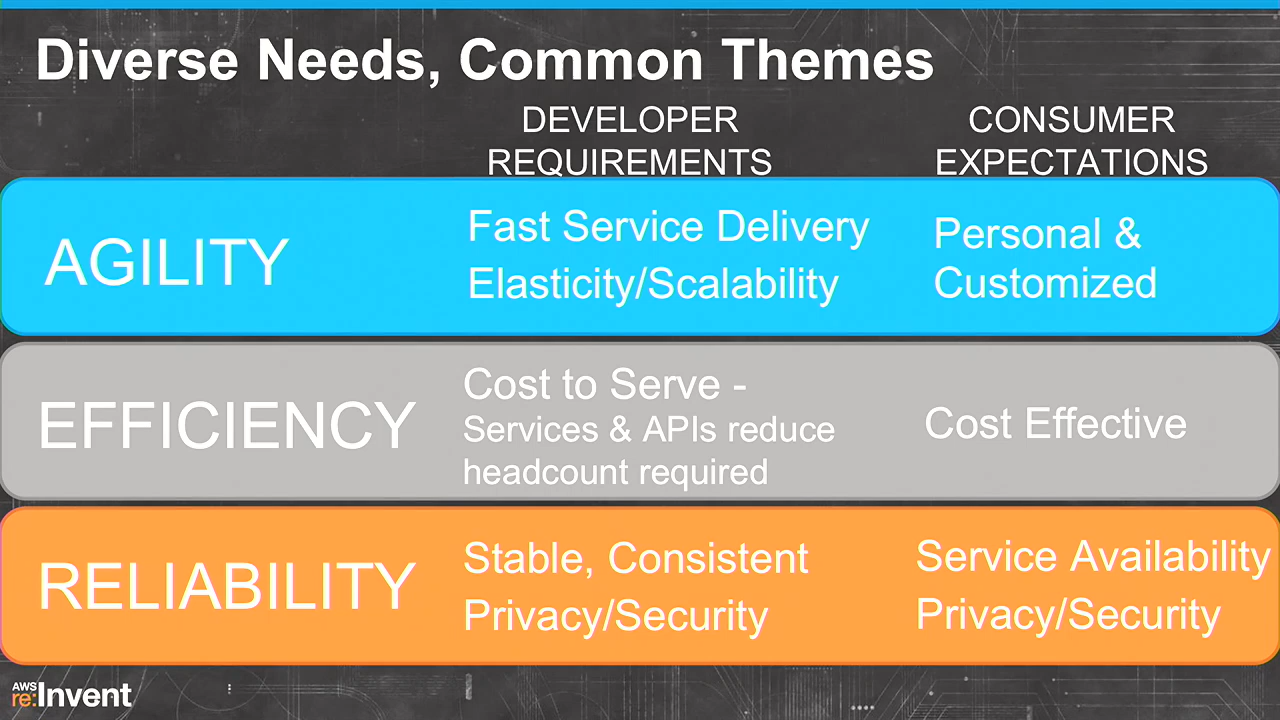 Diverse Needs, Common Themes
DEVELOPER
REQUIREMENTS
CONSUMER
EXPECTATIONS
AGILITY
Fast Service Delivery
Elasticity/Scalability
Personal &
Customized
EFFICIENCY
Cost to Serve -
Services & APIs reduce
headcount required
Cost Effective
RELIABILITY
Stable, Consistent
Privacy/Security
Service Availability
Privacy/Security
AWS
re:Invent